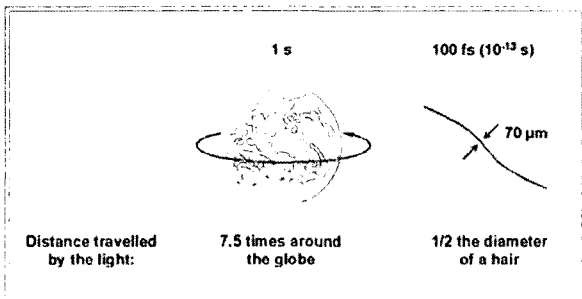 1 s
100 fs (10⁻¹³ s)
70 µm
Distance travelled
by the light:
7.5 times around
the globe
1/2 the diameter
of a hair